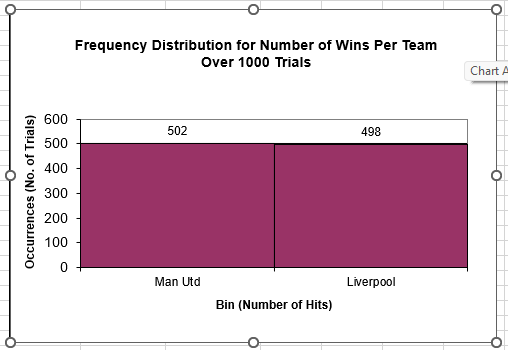 Frequency Distribution for Number of Wins Per Team
Over 1000 Trials
Chart A
Occurrences (No. of Trials)
600
500
400
300
200
100
0
502
498
Man Utd
Liverpool
Bin (Number of Hits)